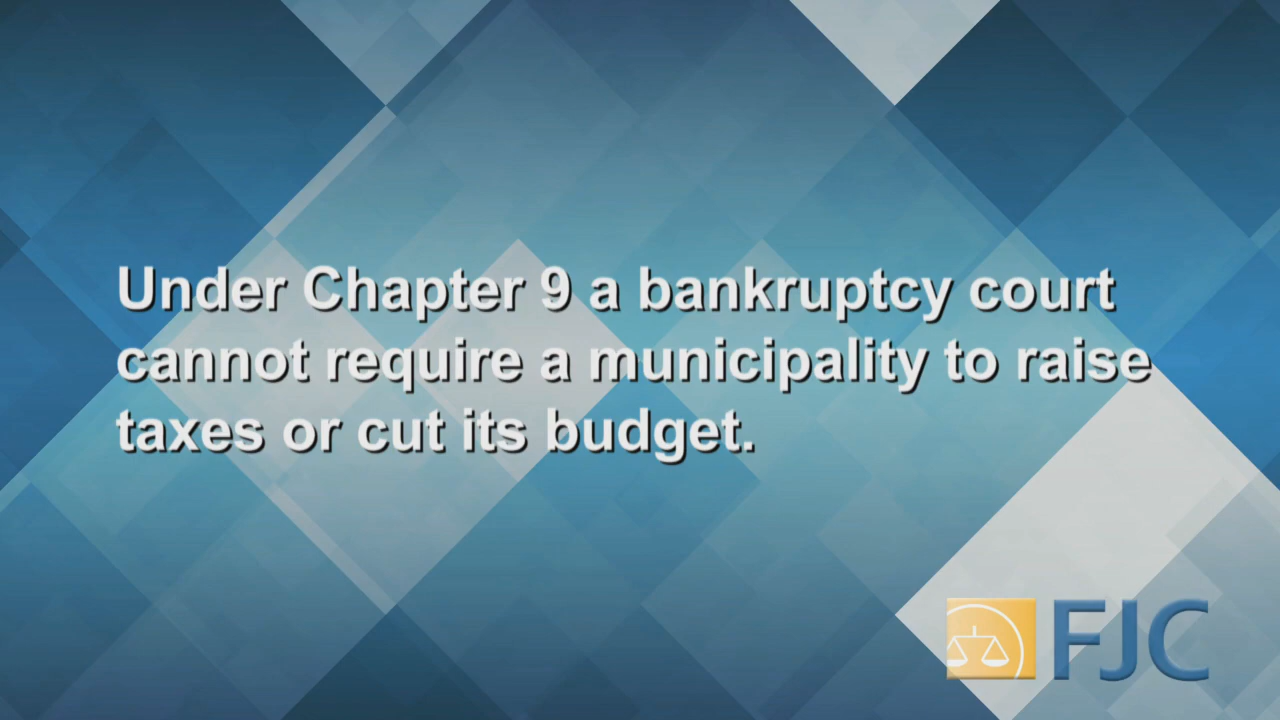 Under Chapter 9 a bankruptcy court
cannot require a municipality to raise
taxes or cut its budget.
FJC